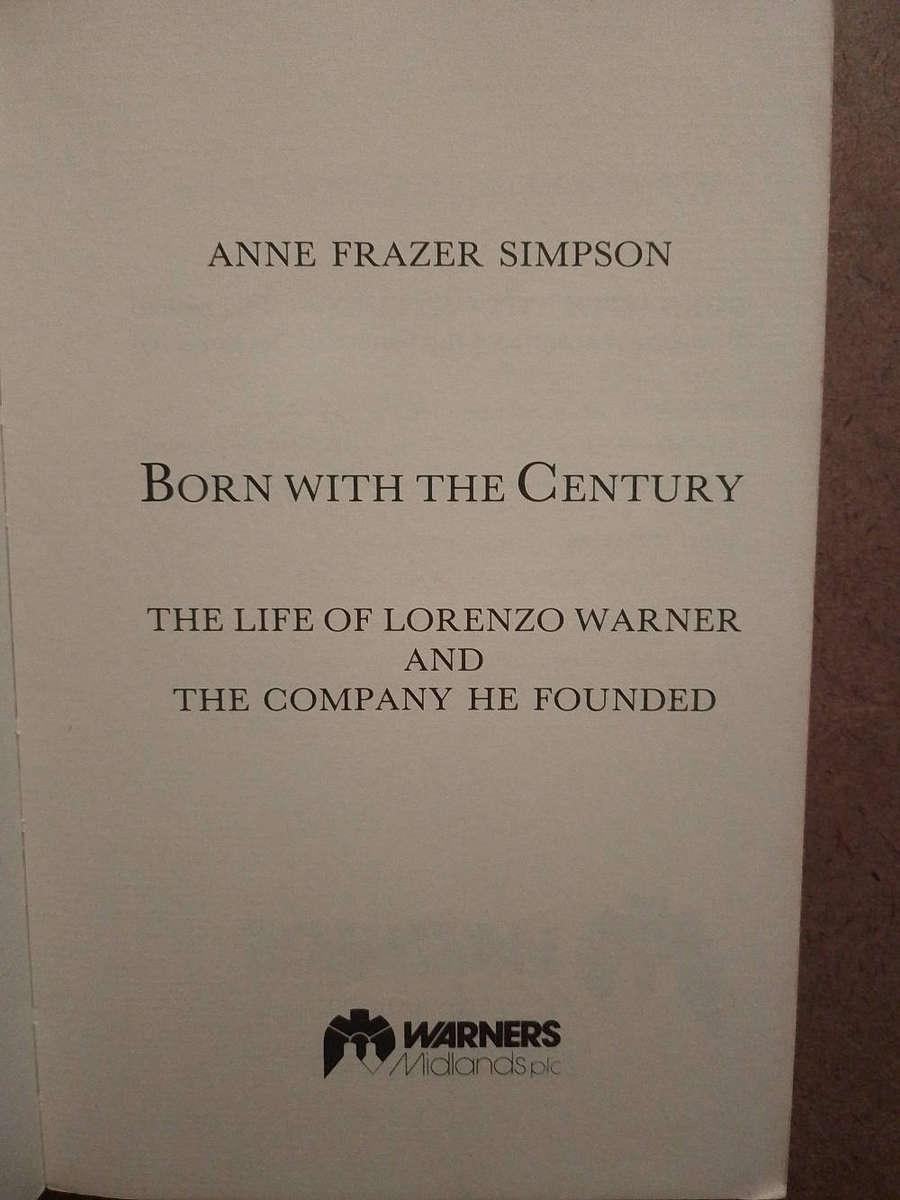 ANNE FRAZER SIMPSON
BORN WITH THE CENTURY
THE LIFE OF LORENZO WARNER
AND
THE COMPANY HE FOUNDED
WARNERS
Midlands plc